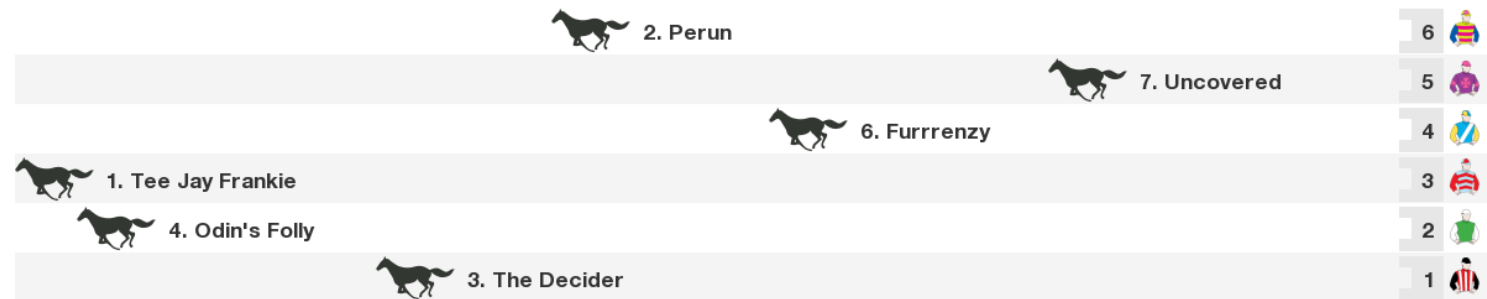 2. Perun 6
7. Uncovered 5
6. Furrrenzy 4
1. Tee Jay Frankie 3
4. Odin's Folly 2
3. The Decider 1